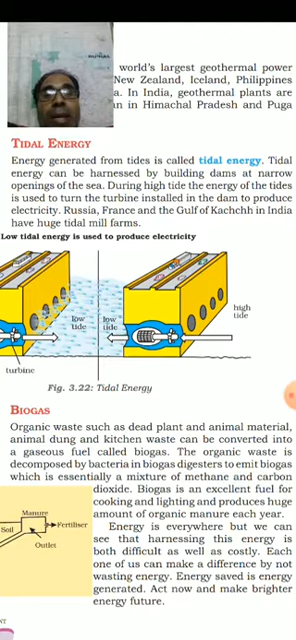 world's largest geothermal power
New Zealand, Iceland, Philippines
a. In India, geothermal plants are
in Himachal Pradesh and Puga
TIDAL ENERGY
Energy generated from tides is called tidal energy. Tidal
energy can be harnessed by building dams at narrow
openings of the sea. During high tide the energy of the tides
is used to turn the turbine installed in the dam to produce
electricity. Russia, France and the Gulf of Kachchh in India
have huge tidal mill farms.
Low tidal energy is used to produce electricity
low tide
low tide
high tide
turbine
Fig. 3.22: Tidal Energy
BIOGAS
Organic waste such as dead plant and animal material,
animal dung and kitchen waste can be converted into
a gaseous fuel called biogas. The organic waste is
decomposed by bacteria in biogas digesters to emit biogas
which is essentially a mixture of methane and carbon
dioxide. Biogas is an excellent fuel for
cooking and lighting and produces huge
amount of organic manure each year.
Energy is everywhere but we can
see that harnessing this energy is
both difficult as well as costly. Each
one of us can make a difference by not
wasting energy. Energy saved is energy
generated. Act now and make brighter
energy future.
Manure
Fertiliser
Soil
Outlet
NT